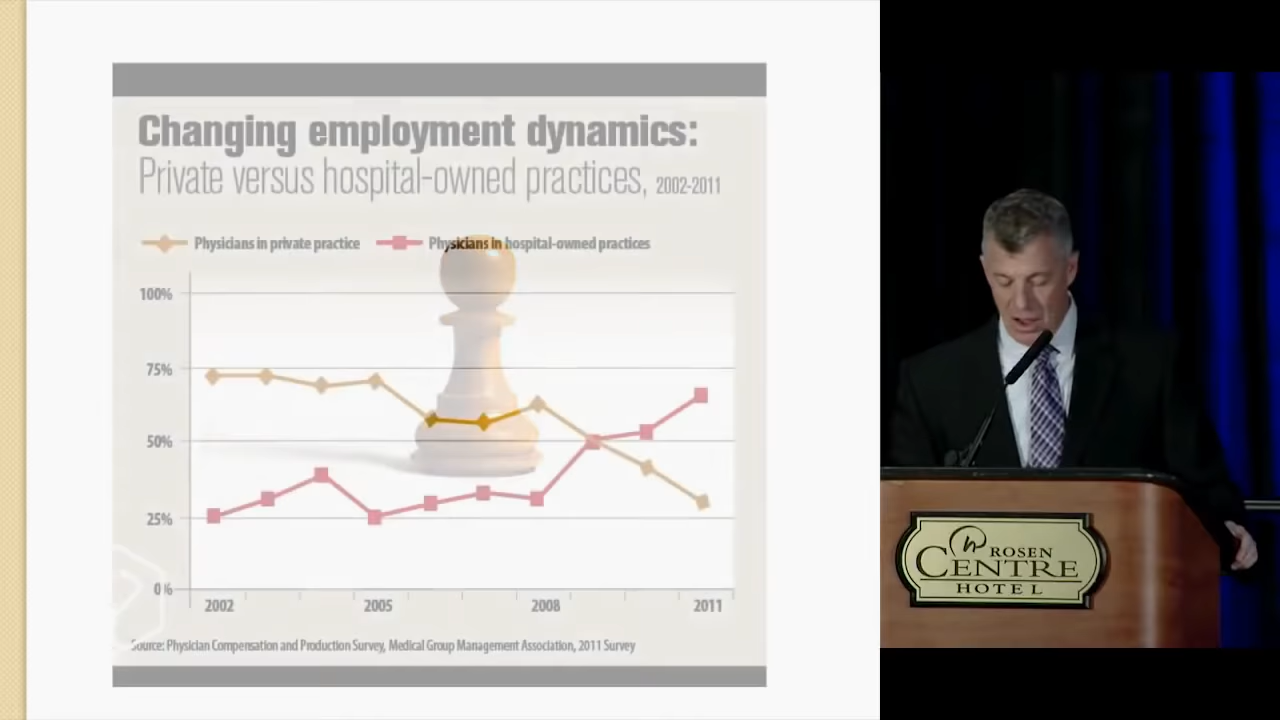 Changing employment dynamics:
Private versus hospital-owned practices, 2002-2011
Physicians in private practice
Physicians in hospital-owned practices
100%
75%
50%
25%
0%
2002
2005
2008
2011
Source: Physician Compensation and Production Survey, Medical Group Management Association, 2011 Survey
ROSEN
CENTRE
HOTEL